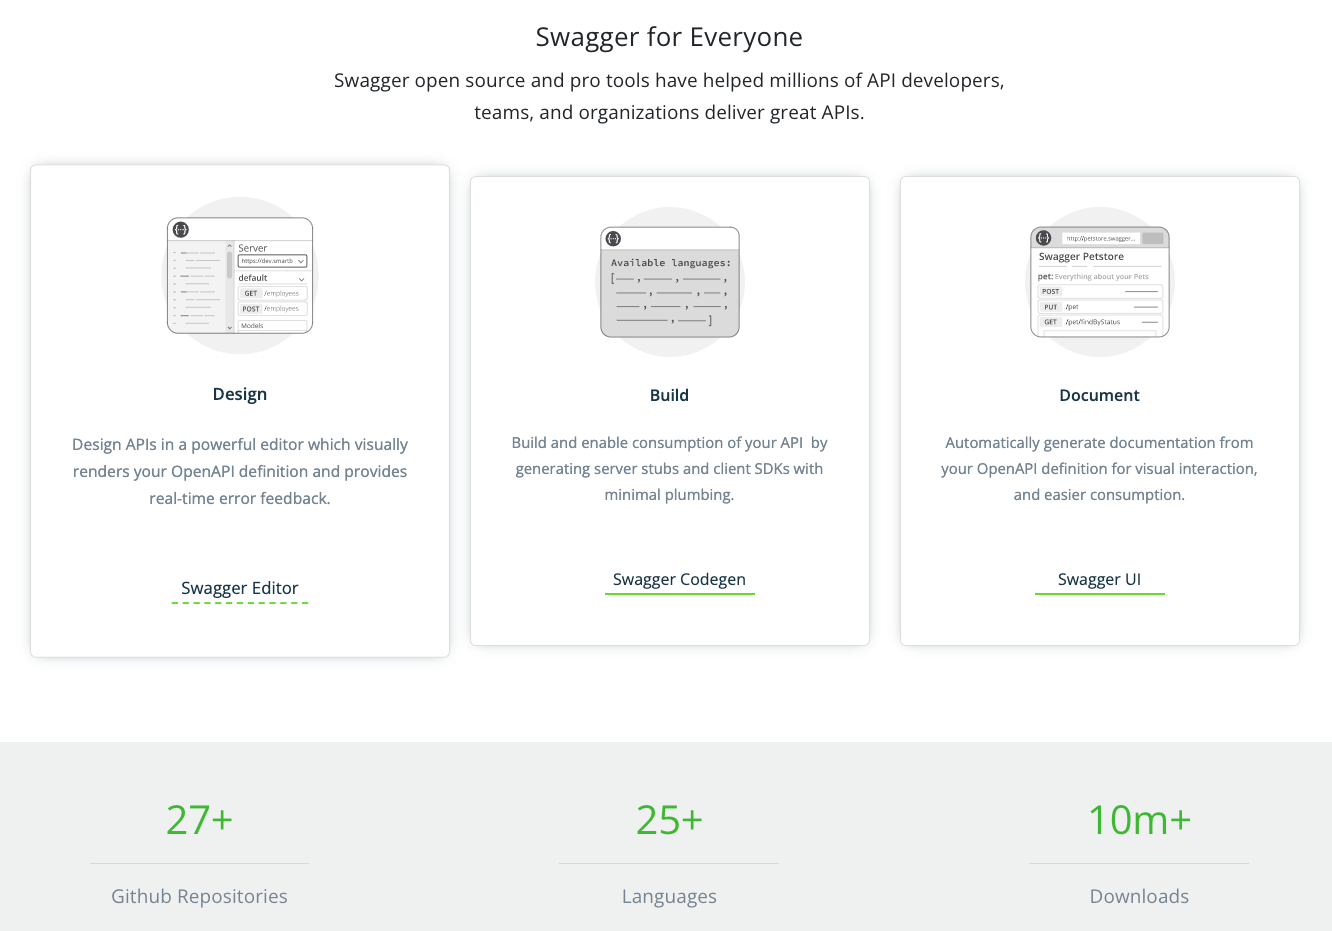 Swagger for Everyone
Swagger open source and pro tools have helped millions of API developers,
teams, and organizations deliver great APIs.
Server
https://dev.smartb
default
GET /employees
POST /employees
Models
Design
Design APIs in a powerful editor which visually
renders your OpenAPI definition and provides
real-time error feedback.
Swagger Editor
Available languages:
Build
Build and enable consumption of your API by
generating server stubs and client SDKs with
minimal plumbing.
Swagger Codegen
http://petstore.swagger...
Swagger Petstore
pet: Everything about your Pets
POST
PUT /pet
GET /pet/findByStatus
Document
Automatically generate documentation from
your OpenAPI definition for visual interaction,
and easier consumption.
Swagger UI
27+
Github Repositories
25+
Languages
10m+
Downloads